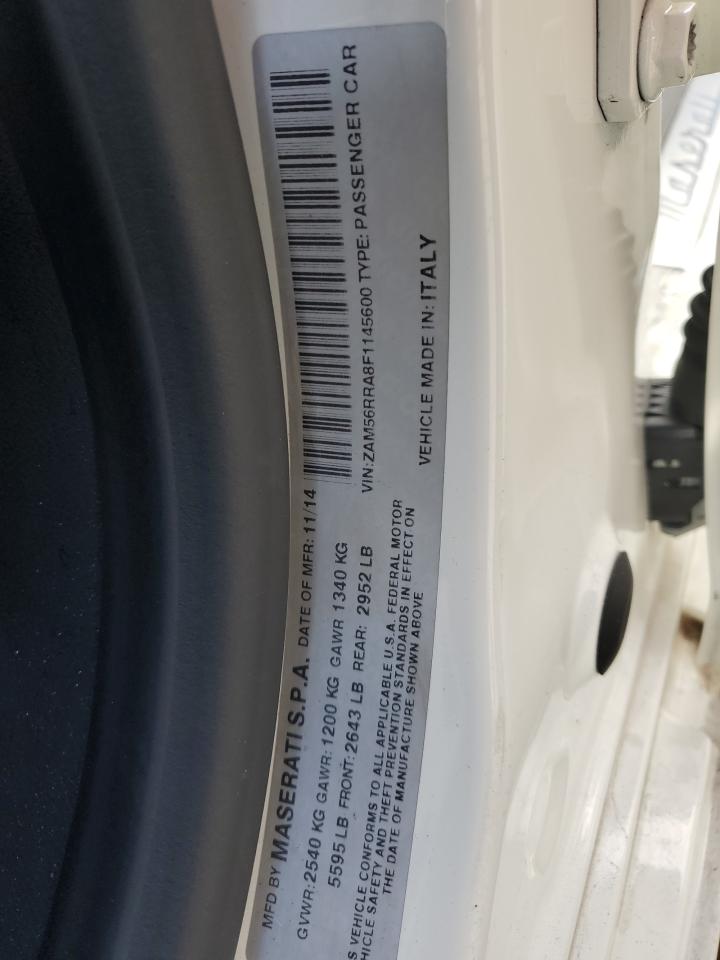 MFD BY MASERATI S.P.A. DATE OF MFR: 11/14
GVWR: 2540 KG GAWR: 1200 KG GAWR 1340 KG
5595 LB FRONT: 2643 LB REAR: 2952 LB
VEHICLE CONFORMS TO ALL APPLICABLE U.S.A. FEDERAL MOTOR
SAFETY AND THEFT PREVENTION STANDARDS IN EFFECT ON
THE DATE OF MANUFACTURE SHOWN ABOVE
VIN: ZAM56RRA8F1145600 TYPE: PASSENGER CAR
VEHICLE MADE IN: ITALY